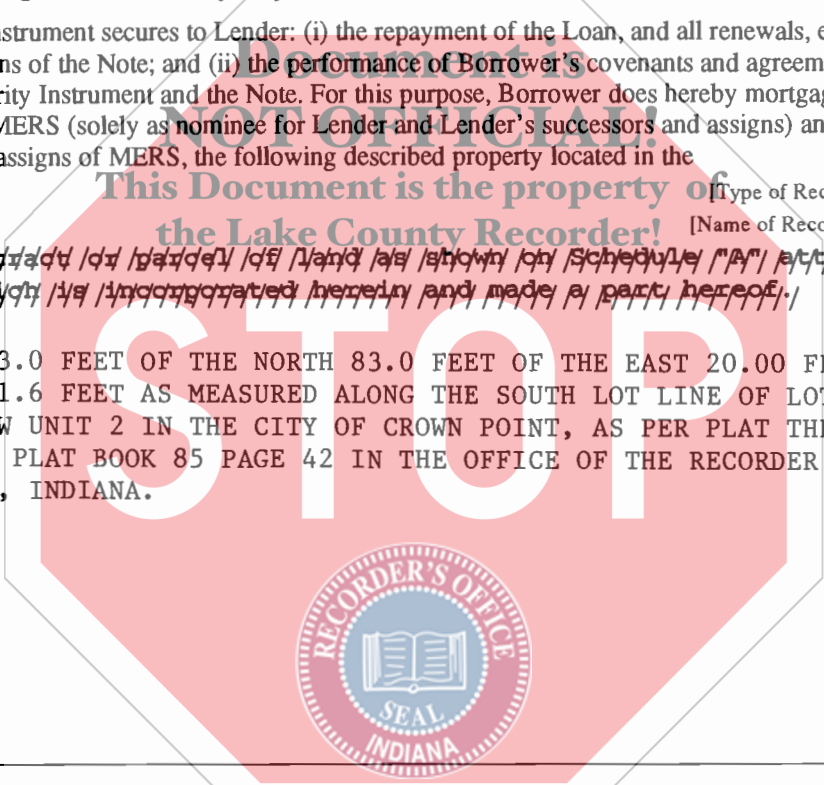 nstrument secures to Lender: (i) the repayment of the Loan, and all renewals, e
ns of the Note; and (ii) the performance of Borrower's covenants and agreem
Document is
rity Instrument and the Note. For this purpose, Borrower does hereby mortgag
MERS (solely as nominee for Lender and Lender's successors and assigns) an
NOT OFFICIAL!
assigns of MERS, the following described property located in the
This Document is the property of
[Type of Rec
the Lake County Recorder!
[Name of Reco
tract or parcel of land as shown on Schedule "A" att
ch is incorporated herein and made a part hereof.
3.0 FEET OF THE NORTH 83.0 FEET OF THE EAST 20.00 F
1.6 FEET AS MEASURED ALONG THE SOUTH LOT LINE OF LOT
W UNIT 2 IN THE CITY OF CROWN POINT, AS PER PLAT THE
PLAT BOOK 85 PAGE 42 IN THE OFFICE OF THE RECORDER
, INDIANA.
STOP
RECORDER'S OFFICE
SEAL
INDIANA